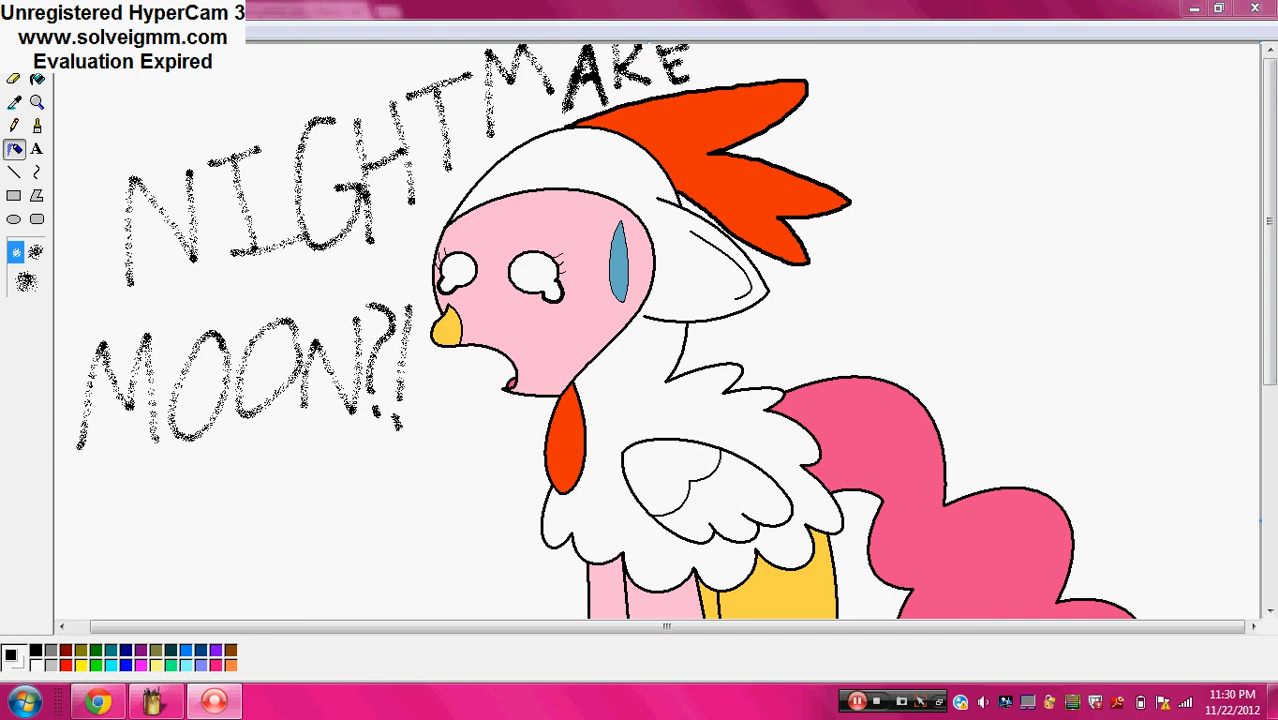 Unregistered HyperCam 3
www.solveigmm.com
Evaluation Expired
NIGHTMARE
MOON?!
A
11:30 PM
11/22/2012